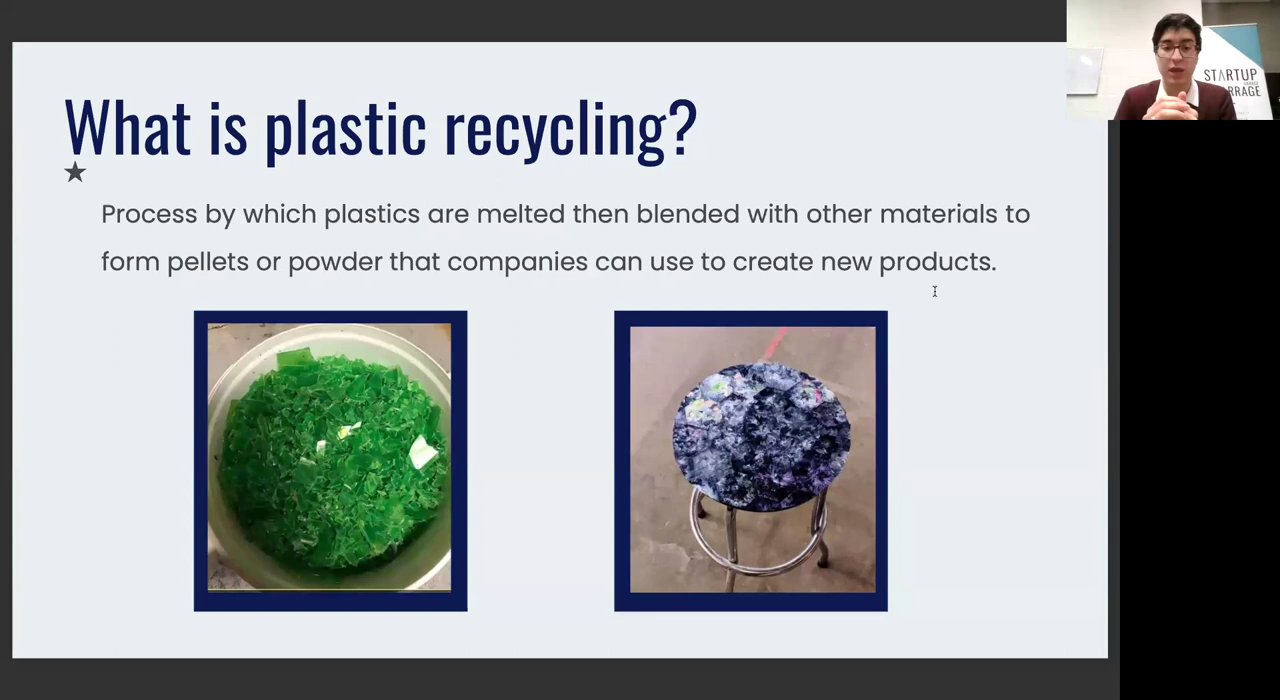 What is plastic recycling?
Process by which plastics are melted then blended with other materials to
form pellets or powder that companies can use to create new products.
STARTUP
GARAGE